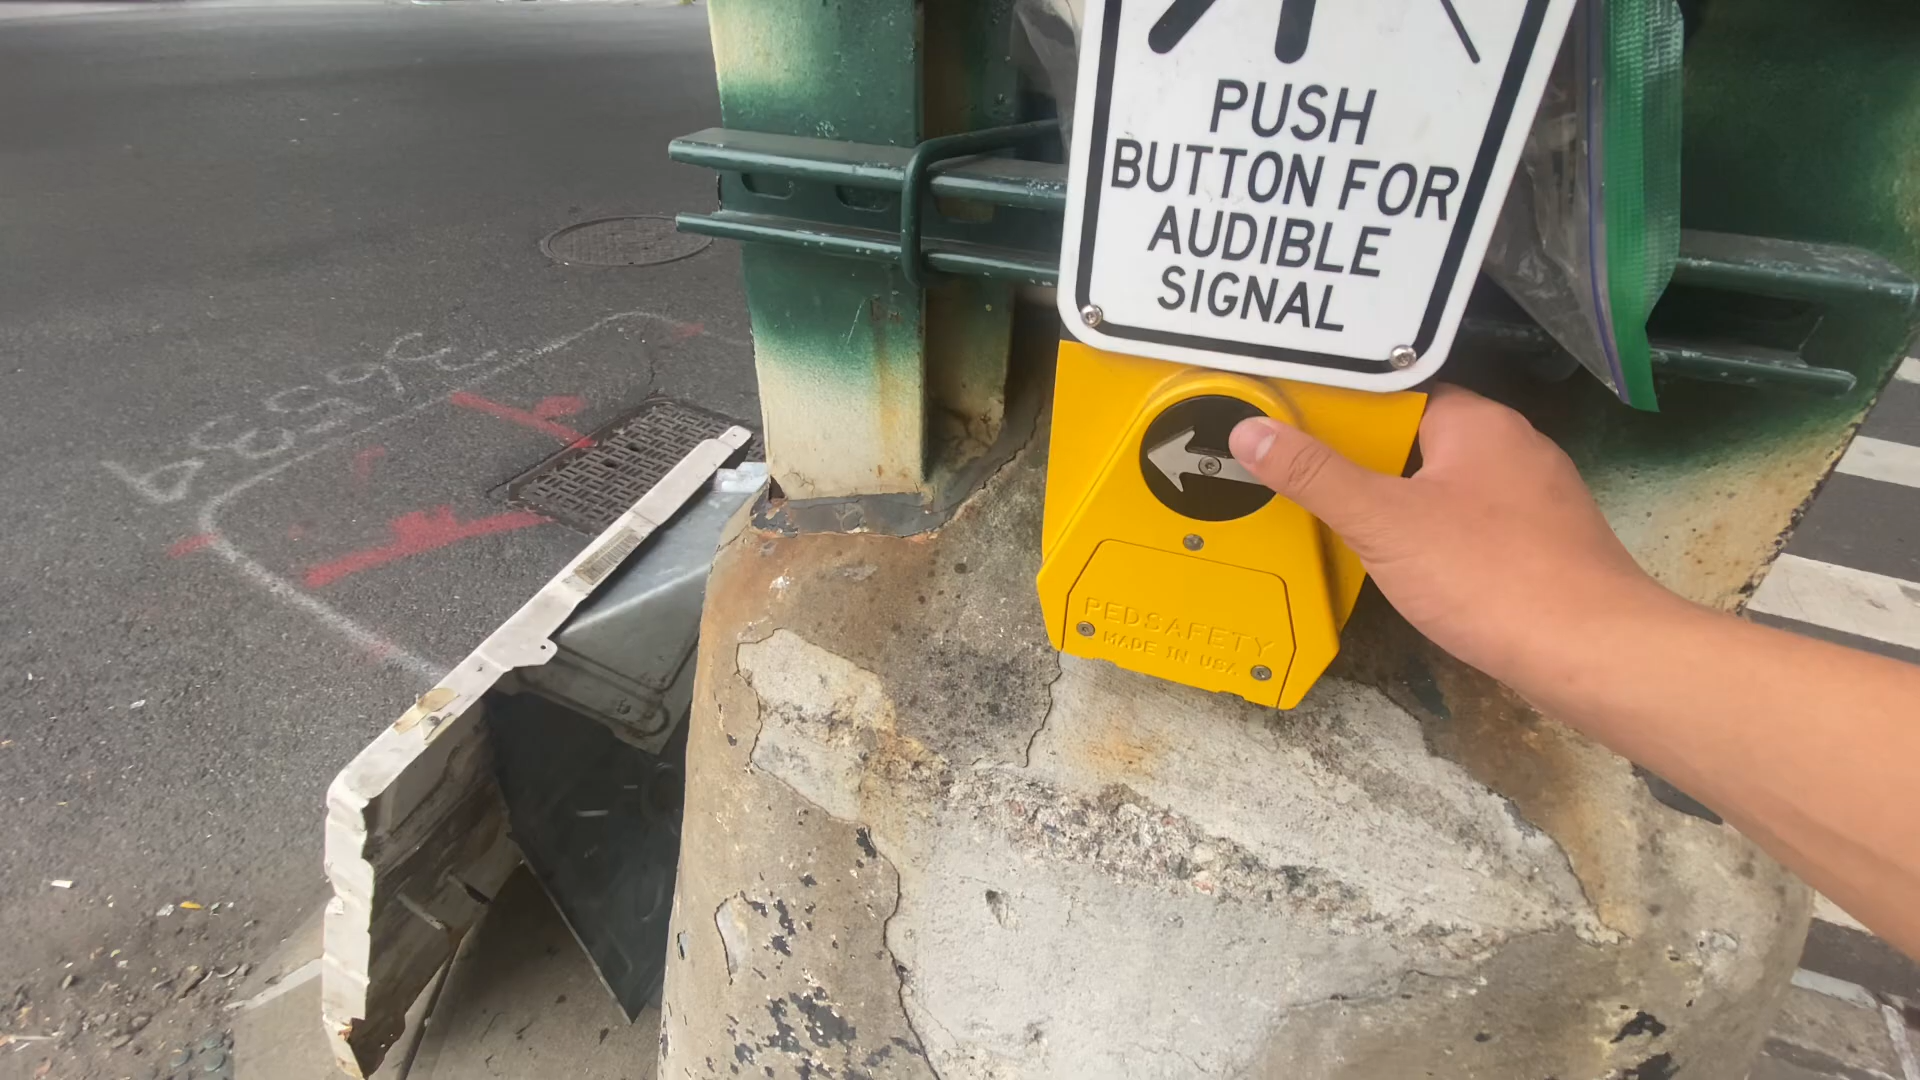 PUSH
BUTTON FOR
AUDIBLE
SIGNAL
PEDSAFETY
MADE IN USA